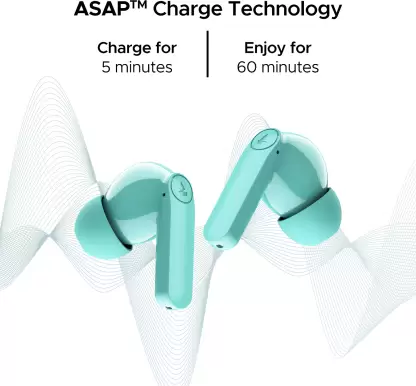 ASAP™ Charge Technology
Charge for
5 minutes
Enjoy for
60 minutes